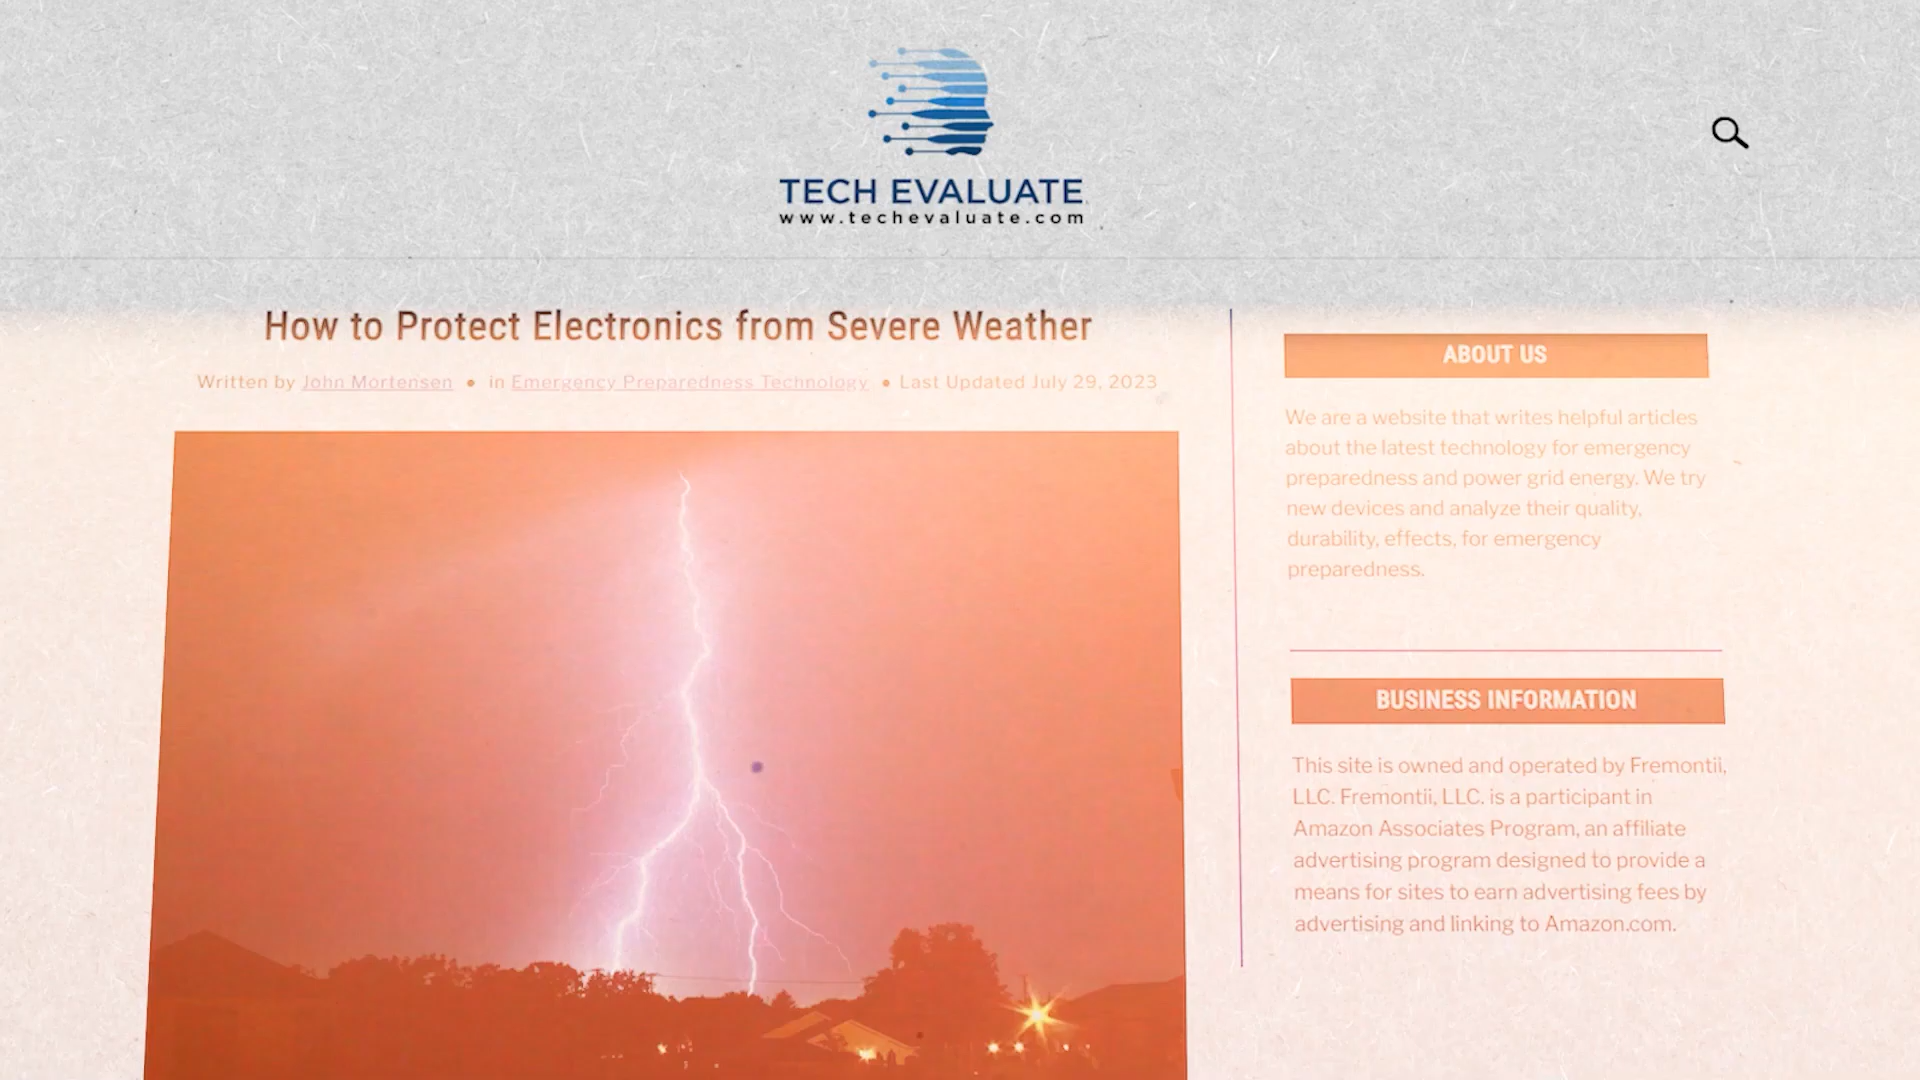 TECH EVALUATE
www.techevaluate.com
How to Protect Electronics from Severe Weather
Written by John Mortensen • in Emergency Preparedness Technology • Last Updated July 29, 2023
ABOUT US
We are a website that writes helpful articles
about the latest technology for emergency
preparedness and power grid energy. We try
new devices and analyze their quality,
durability, effects, for emergency
preparedness.
BUSINESS INFORMATION
This site is owned and operated by Fremontii,
LLC. Fremontii, LLC. is a participant in
Amazon Associates Program, an affiliate
advertising program designed to provide a
means for sites to earn advertising fees by
advertising and linking to Amazon.com.